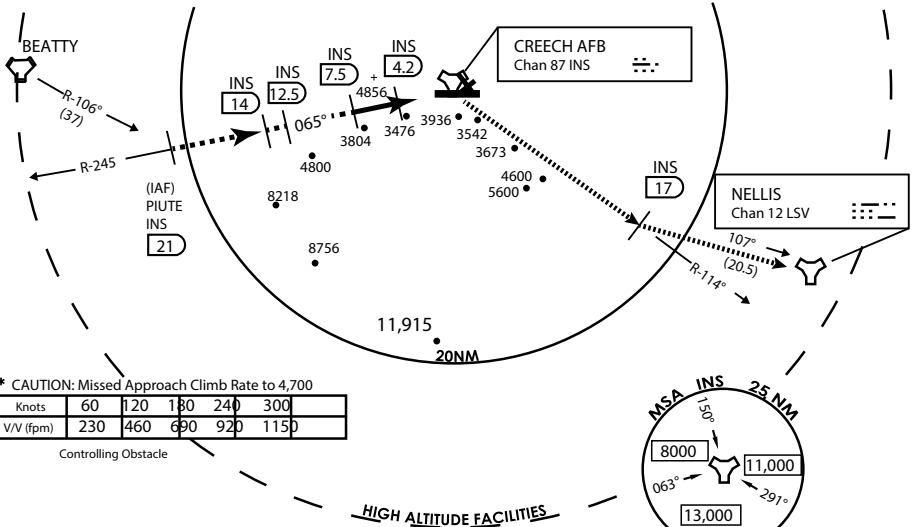 BEATTY
R-106°
(37)
R-245
(IAF)
PIUTE
INS
21
INS
14
INS
12.5
065°
INS
7.5
+
4856
INS
4.2
CREECH AFB
Chan 87 INS
3804
3476
3936
3542
3673
4800
4600
5600
8218
8756
11,915
20NM
INS
17
NELLIS
Chan 12 LSV
107°
(20.5)
R-114°
* CAUTION: Missed Approach Climb Rate to 4,700
Knots 60 120 180 240 300
V/V (fpm) 230 460 690 920 1150
Controlling Obstacle
HIGH ALTITUDE FACILITIES
MSA INS 25 NM
150°
8000
11,000
063°
291°
13,000